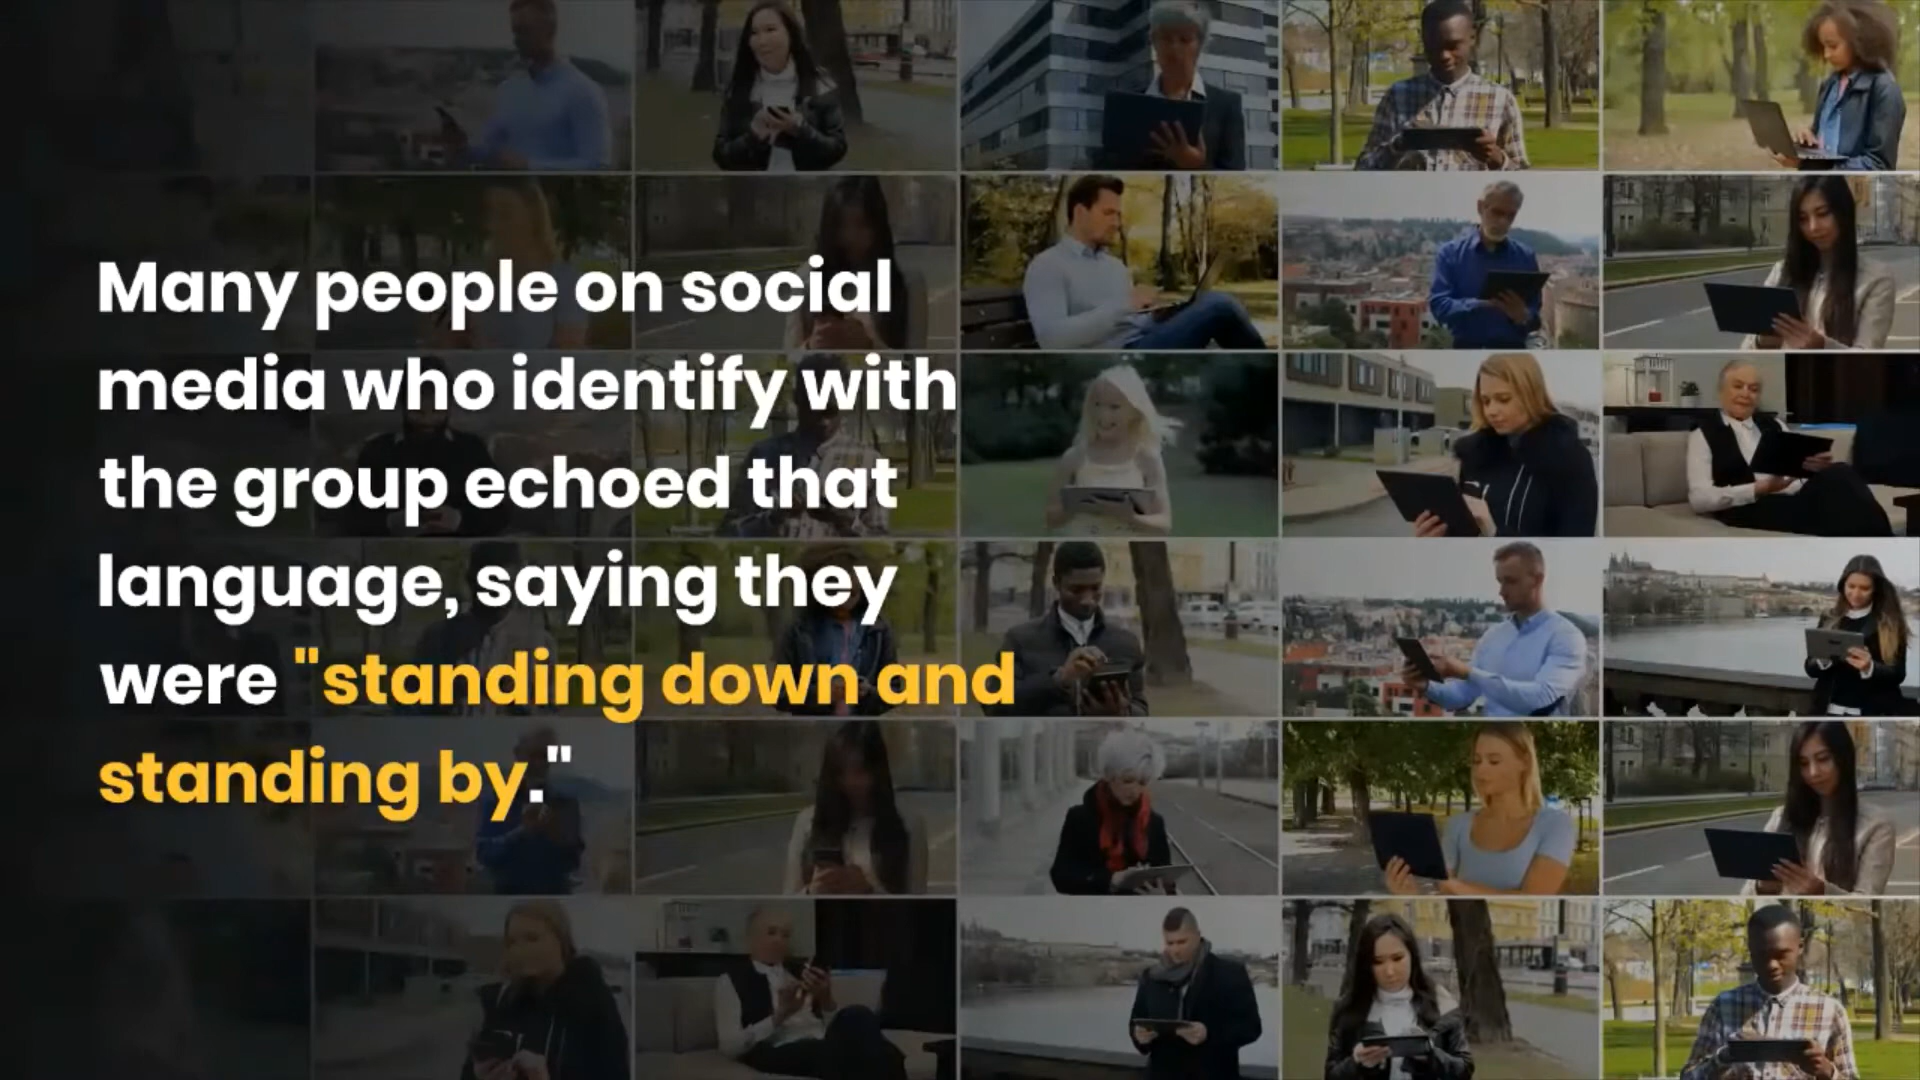 Many people on social
media who identify with
the group echoed that
language, saying they
were "standing down and
standing by."